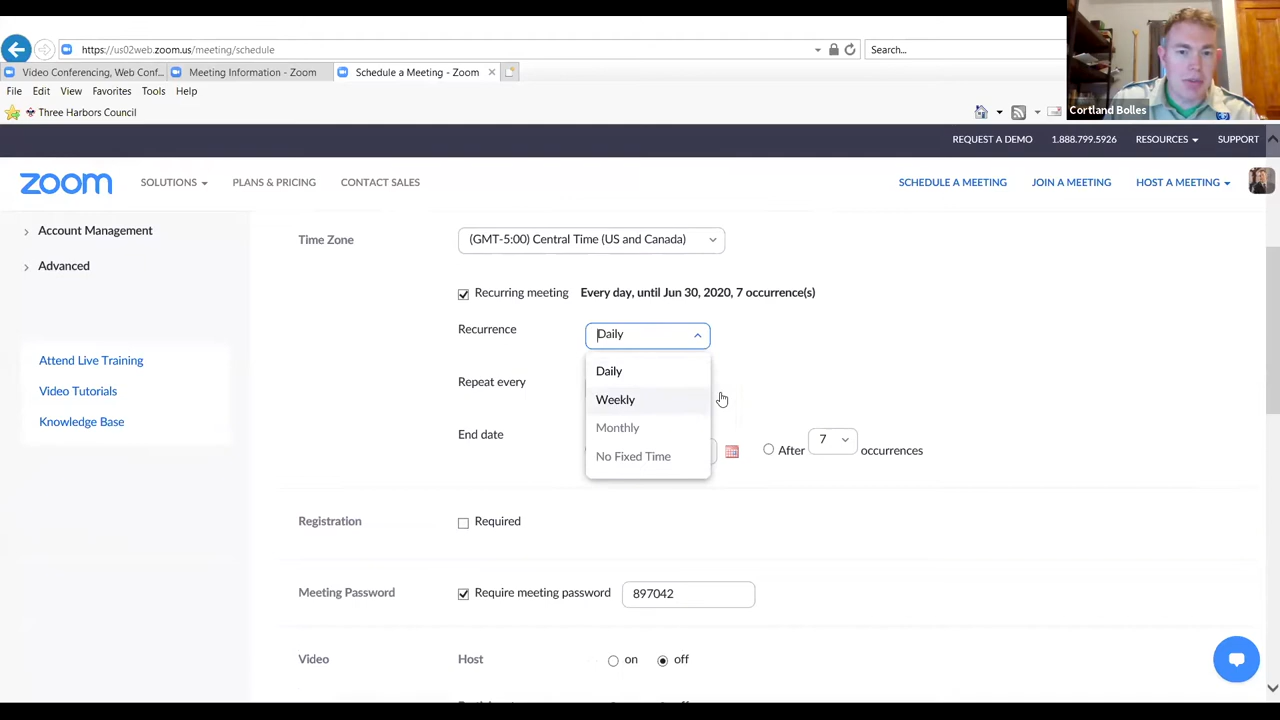 https://us02web.zoom.us/meeting/schedule
Search...
Video Conferencing, Web Conf...
Meeting Information - Zoom
Schedule a Meeting - Zoom
File Edit View Favorites Tools Help
Three Harbors Council
Cortland Bolles
REQUEST A DEMO 1.888.799.5926 RESOURCES SUPPORT
zoom SOLUTIONS PLANS & PRICING CONTACT SALES SCHEDULE A MEETING JOIN A MEETING HOST A MEETING
Account Management
Advanced
Attend Live Training
Video Tutorials
Knowledge Base
Time Zone (GMT-5:00) Central Time (US and Canada)
Recurring meeting Every day, until Jun 30, 2020, 7 occurrence(s)
Recurrence Daily
Daily
Weekly
Monthly
No Fixed Time
Repeat every
End date After 7 occurrences
Registration Required
Meeting Password Require meeting password 897042
Video Host on off